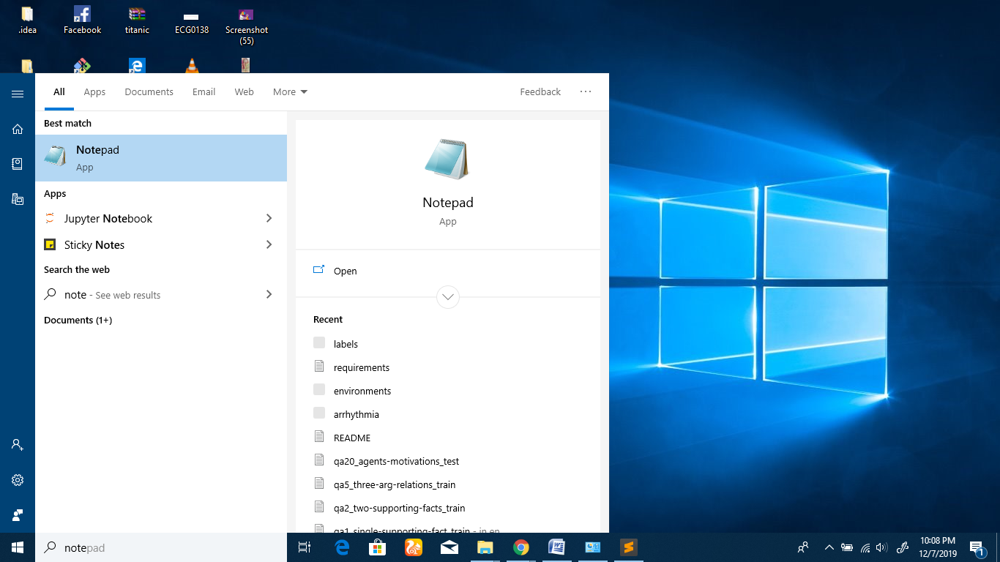 .idea
Facebook
titanic
ECG0138
Screenshot
(55)
All Apps Documents Email Web More Feedback ...
Best match
Notepad
App
Apps
Jupyter Notebook
Sticky Notes
Search the web
note - See web results
Documents (1+)
Notepad
App
Open
Recent
labels
requirements
environments
arrhythmia
README
qa20_agents-motivations_test
qa5_three-arg-relations_train
qa2_two-supporting-facts_train
qa1_single-supporting-fact_train - in en
notepad
10:08 PM
12/7/2019
1